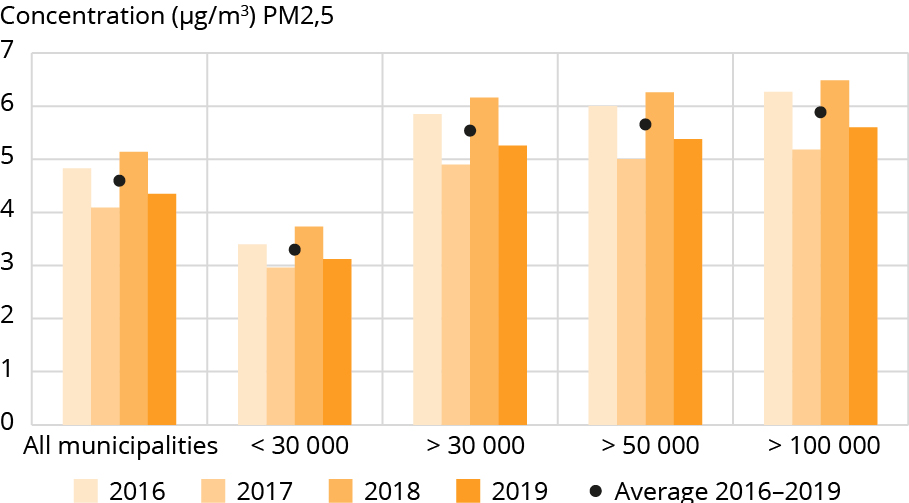 Concentration (µg/m³) PM2,5
7
6
5
4
3
2
1
0
All municipalities < 30 000 > 30 000 > 50 000 > 100 000
2016 2017 2018 2019 Average 2016–2019